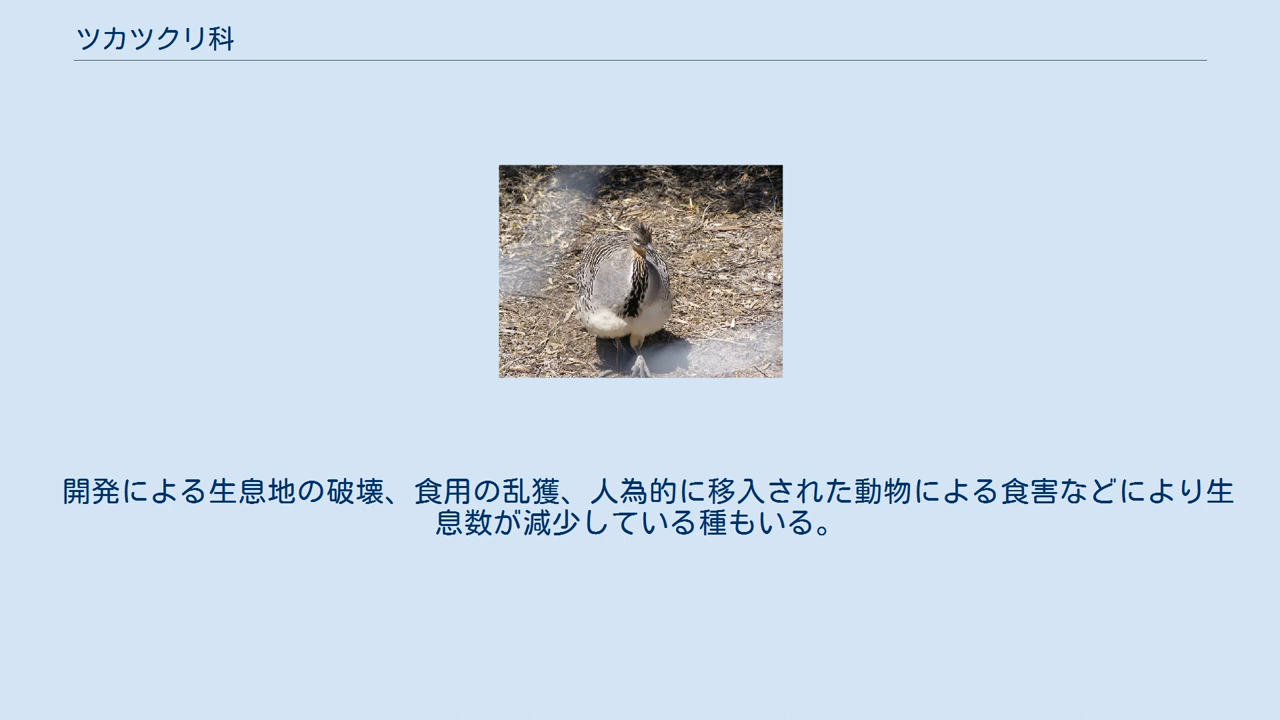 ツカツクリ科
開発による生息地の破壊、食用の乱獲、人為的に移入された動物による食害などにより生
息数が減少している種もいる。